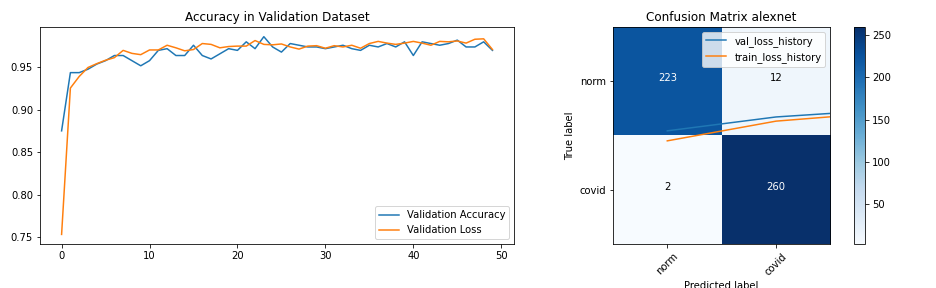 Accuracy in Validation Dataset
0.95
0.90
0.85
0.80
0.75
0
10
20
30
40
50
Validation Accuracy
Validation Loss
Confusion Matrix alexnet
val_loss_history
train_loss_history
True label
norm
covid
223
12
2
260
norm
covid
Predicted label
250
200
150
100
50